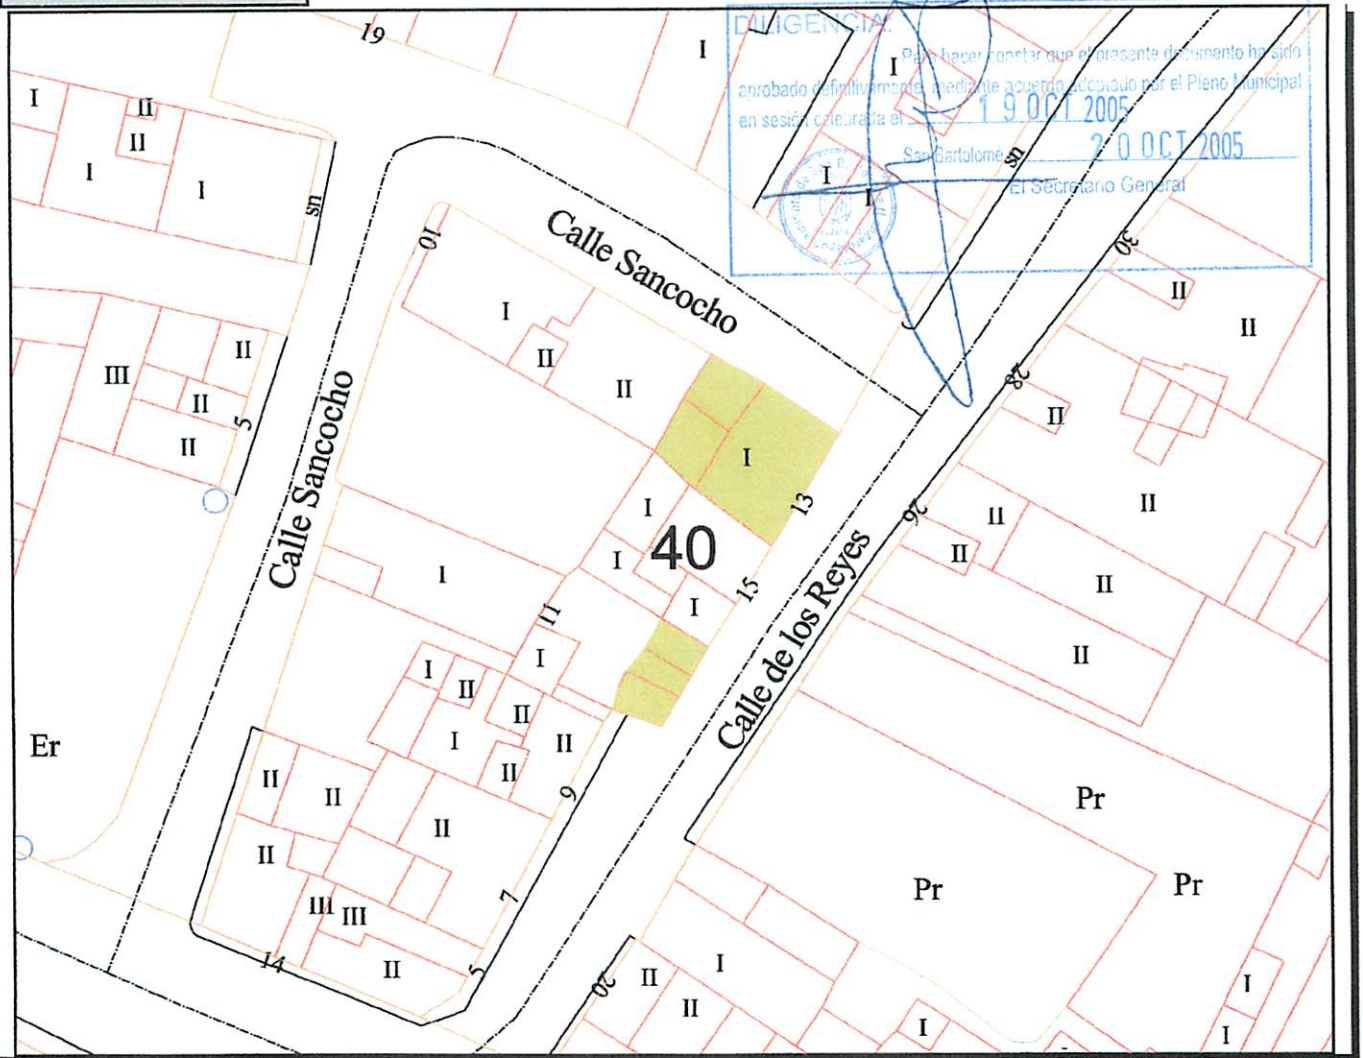 19
I
DILIGENCIA:
Para hacer constar que el presente documento ha sido
aprobado definitivamente, mediante acuerdo adoptado por el Pleno Municipal
en sesión celebrada el 19 OCT 2005
San Bartolomé 20 OCT 2005
El Secretario General
I
I
I
sn
I
II
II
I
I
sn
10
Calle Sancocho
30
II
II
I
II
II
28
II
III
II
II
II
5
Calle Sancocho
I
13
26
II
II
II
I
40
I
I
15
I
11
II
II
Calle de los Reyes
I
I
II
II
I
II
II
9
Er
II
II
II
II
Pr
Pr
Pr
III
III
7
14
II
5
20
II
II
I
I
I
I